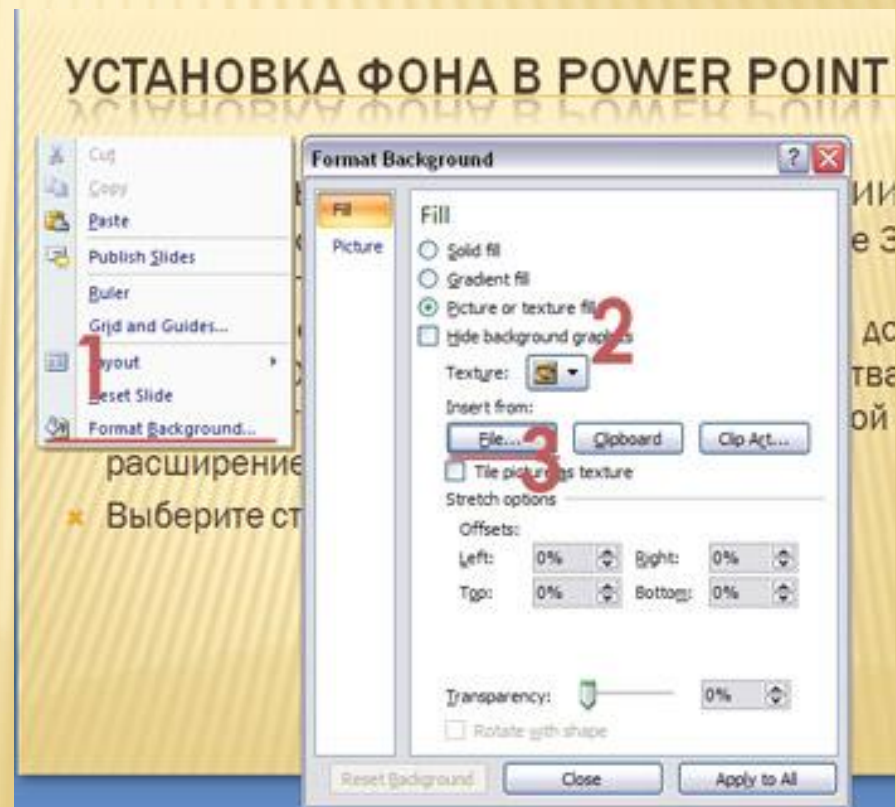 УСТАНОВКА ФОНА В POWER POINT
Cut
Copy
Paste
Publish Slides
Ruler
Grid and Guides...
1
Layout
Reset Slide
Format Background...
расширение
Выберите
Format Background
Fill
Picture
Fill
Solid fill
Gradient fill
Picture or texture fill
2
Hide background graphics
Texture:
Insert from:
File...
Clipboard
Clip Art...
3
Tile picture as texture
Stretch options
Offsets:
Left: 0% Right: 0%
Top: 0% Bottom: 0%
Transparency: 0%
Rotate with shape
Reset Background
Close
Apply to All